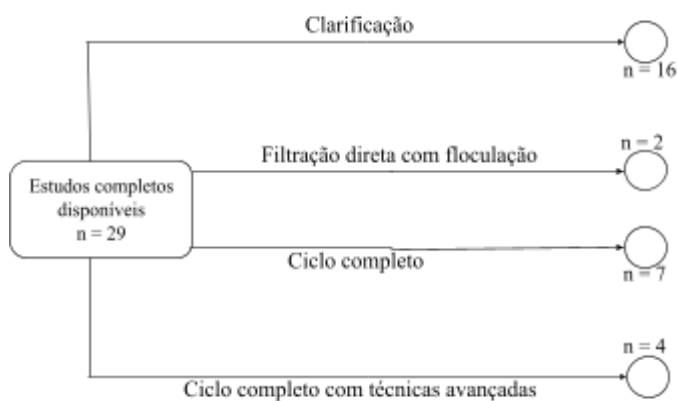 Clarificação
n = 16
n = 2
Filtração direta com floculação
Estudos completos
disponíveis
n = 29
Ciclo completo
n = 7
n = 4
Ciclo completo com técnicas avançadas